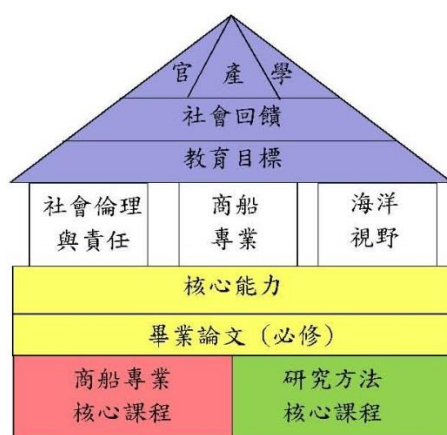 官 產 學
社會回饋
教育目標
社會倫理
與責任
商船
專業
海洋
視野
核心能力
畢業論文（必修）
商船專業
核心課程
研究方法
核心課程